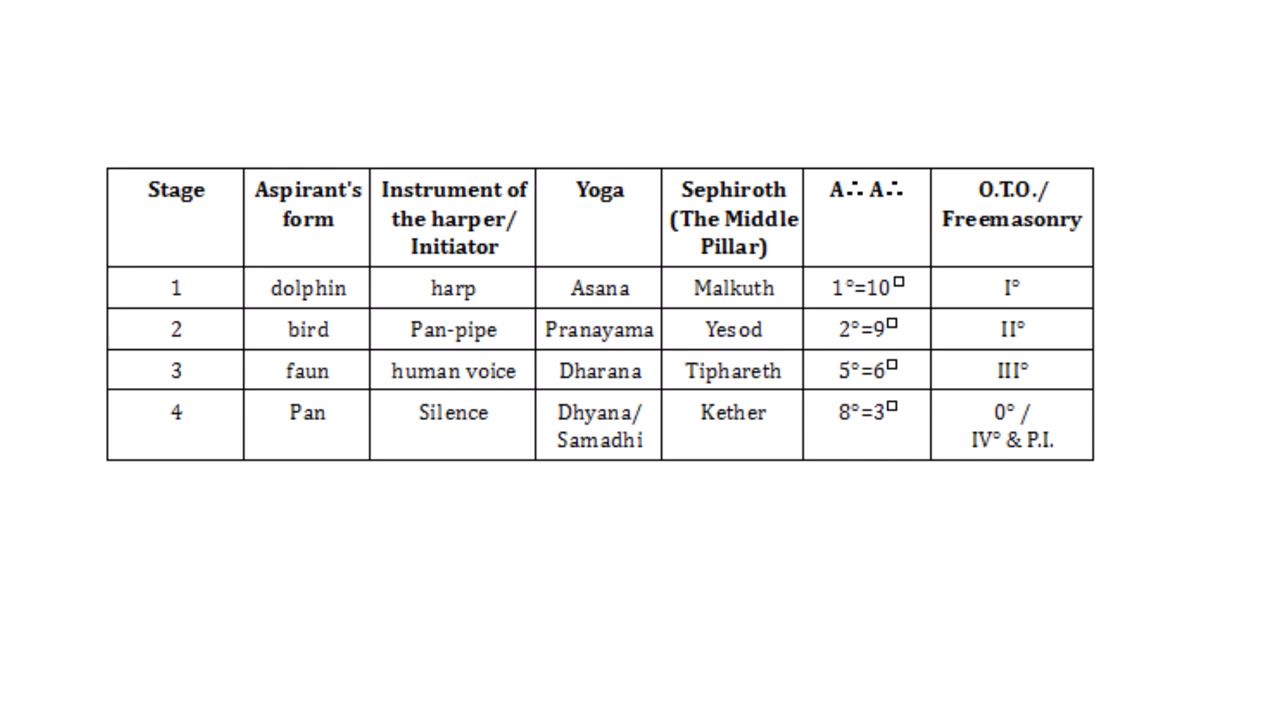 Stage Aspirant's form Instrument of the harper/ Initiator Yoga Sephiroth (The Middle Pillar) A∴ A∴ O.T.O./ Freemasonry
1 dolphin harp Asana Malkuth 1°=10□ I°
2 bird Pan-pipe Pranayama Yesod 2°=9□ II°
3 faun human voice Dharana Tiphareth 5°=6□ III°
4 Pan Silence Dhyana/ Samadhi Kether 8°=3□ 0° / IV° & P.I.